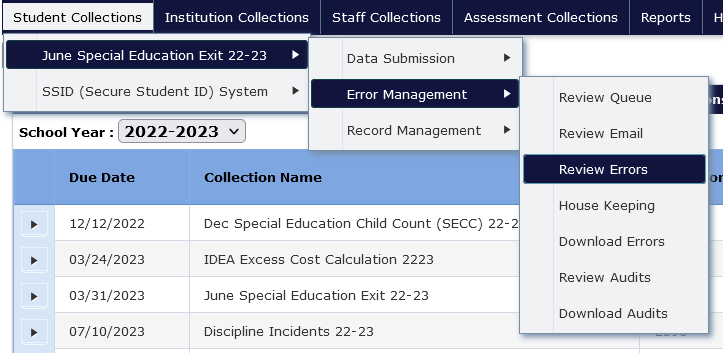 Student Collections Institution Collections Staff Collections Assessment Collections Reports
June Special Education Exit 22-23
SSID (Secure Student ID) System
Data Submission
Error Management
Record Management
Review Queue
Review Email
Review Errors
House Keeping
Download Errors
Review Audits
Download Audits
School Year : 2022-2023
Due Date Collection Name
12/12/2022 Dec Special Education Child Count (SECC) 22-2
03/24/2023 IDEA Excess Cost Calculation 2223
03/31/2023 June Special Education Exit 22-23
07/10/2023 Discipline Incidents 22-23